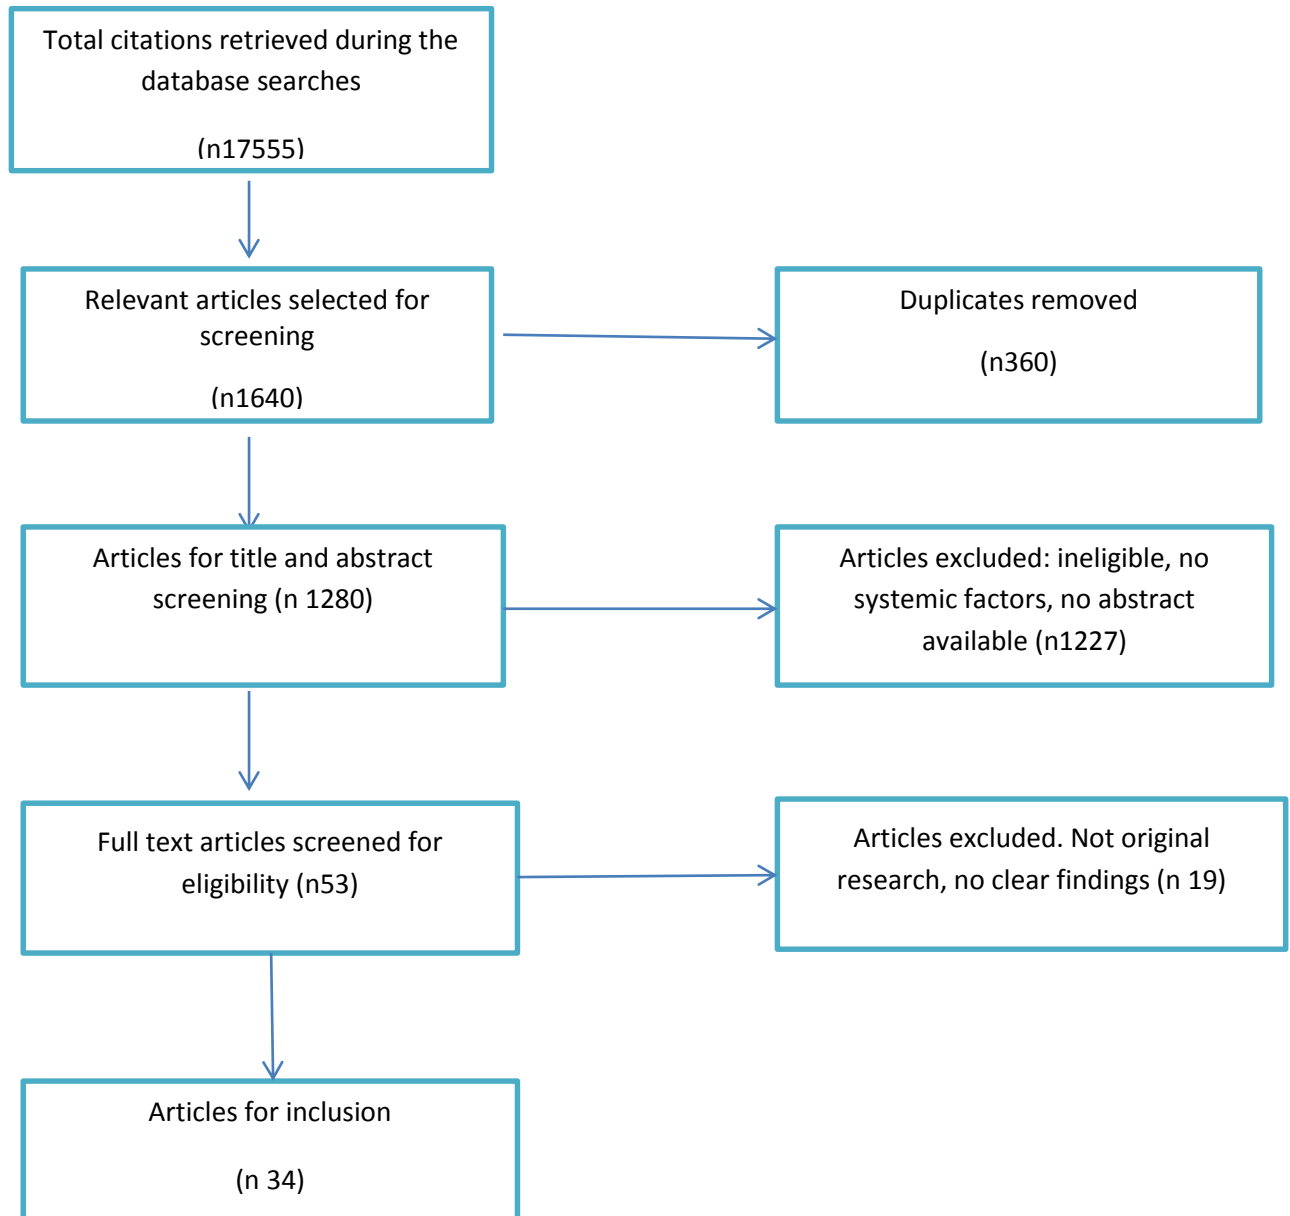 Total citations retrieved during the
database searches
(n17555)
Relevant articles selected for
screening
(n1640)
Duplicates removed
(n360)
Articles for title and abstract
screening (n 1280)
Articles excluded: ineligible, no
systemic factors, no abstract
available (n1227)
Full text articles screened for
eligibility (n53)
Articles excluded. Not original
research, no clear findings (n 19)
Articles for inclusion
(n 34)